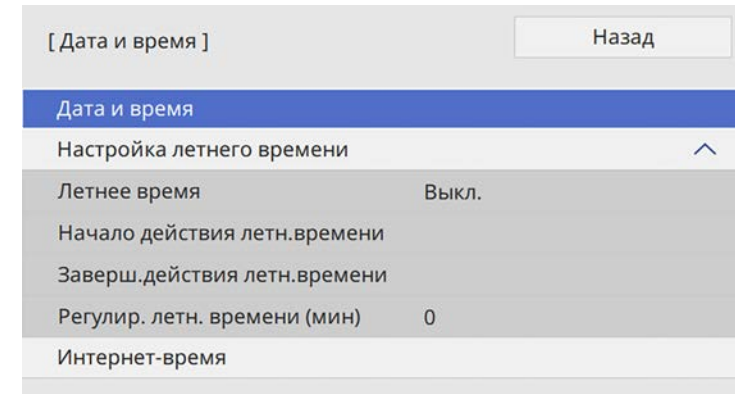 [ Дата и время ]
Назад
Дата и время
Настройка летнего времени
Летнее время Выкл.
Начало действия летн.времени
Заверш.действия летн.времени
Регулир. летн. времени (мин) 0
Интернет-время